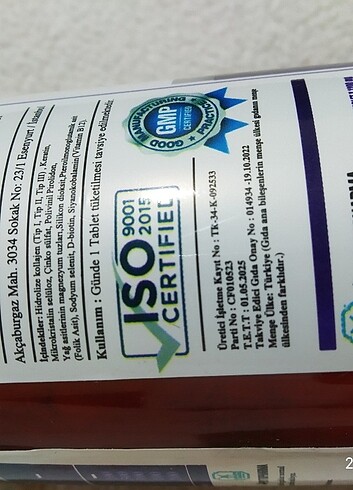 Akçaburgaz Mah. 3034 Sokak No: 23/1 Esenyurt / İstanbul
İçindekiler: Hidrolize kollajen (Tip I, Tip II, Tip III), Keratin,
Mikrokristalin selüloz, Çinko sülfat, Polivinil Prolidon,
Yağ asitlerinin magnezyum tuzları, Silikon dioksit, Pteroilmonoglutamik asit
(Folik Asit), Sodyum selenit, D-biotin, Siyanokobalamin(Vitamin B12).
Kullanım : Günde 1 Tablet tüketilmesi tavsiye edilmektedir.
GOOD MANUFACTURING PRACTICE
GMP
CERTIFIED
ISO 9001
2015
CERTIFIED
Üretici İşletme Kayıt No : TR-34-K-092533
Parti No : CP010523
T.E.T.T : 01.05.2025
Takviye Edici Gıda Onay No : 014934 -19.10.2022
Menşe Ülke: Türkiye (Gıda ana bileşenlerin menşe ülkesi gıdanın menşe
ülkesinden farklıdır.)